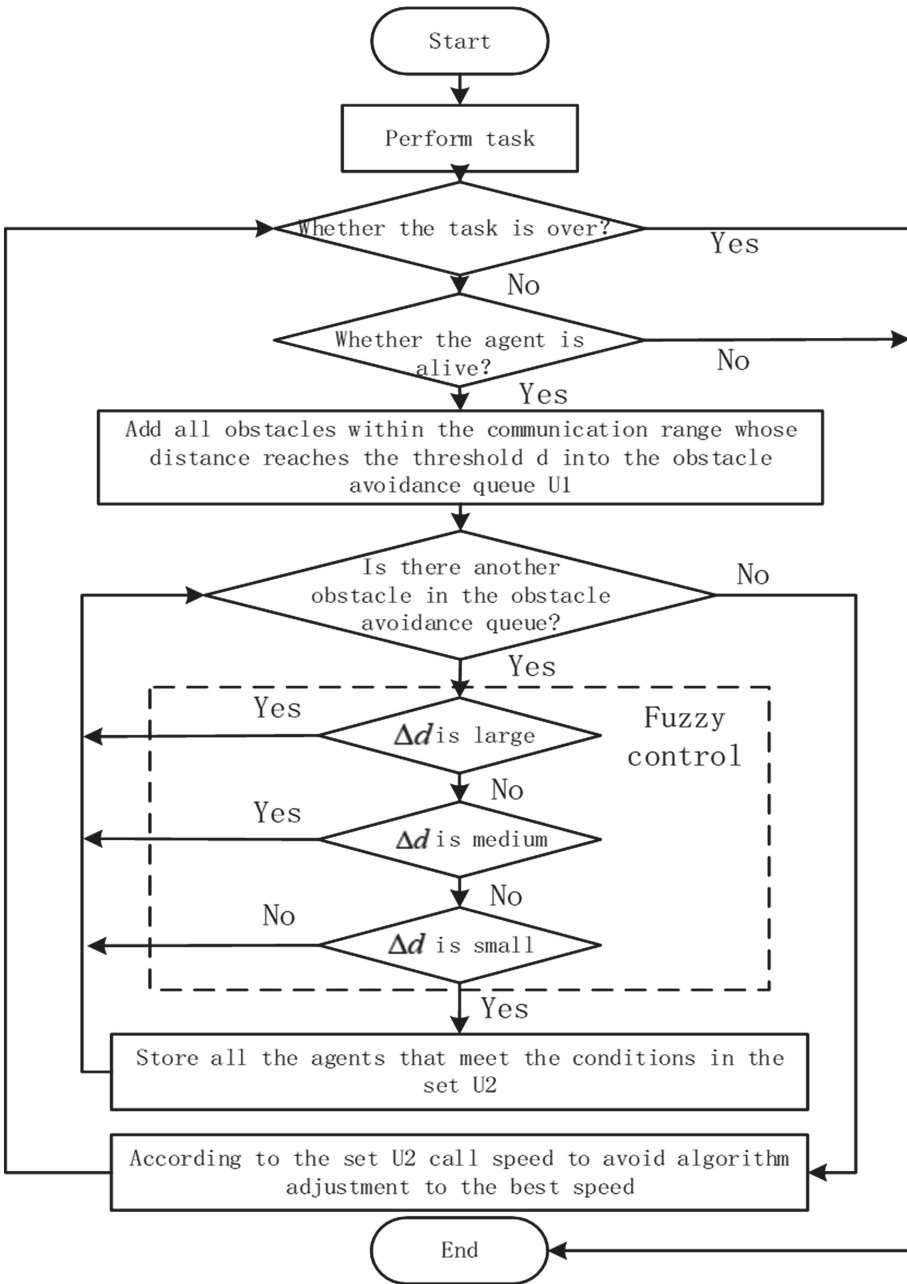 Start
Perform task
Whether the task is over?
Yes
No
Whether the agent is
alive?
No
Yes
Add all obstacles within the communication range whose
distance reaches the threshold d into the obstacle
avoidance queue U1
Is there another
obstacle in the obstacle
avoidance queue?
No
Yes
Fuzzy
control
Yes
Δd is large
No
Yes
Δd is medium
No
No
Δd is small
Yes
Store all the agents that meet the conditions in the
set U2
According to the set U2 call speed to avoid algorithm
adjustment to the best speed
End